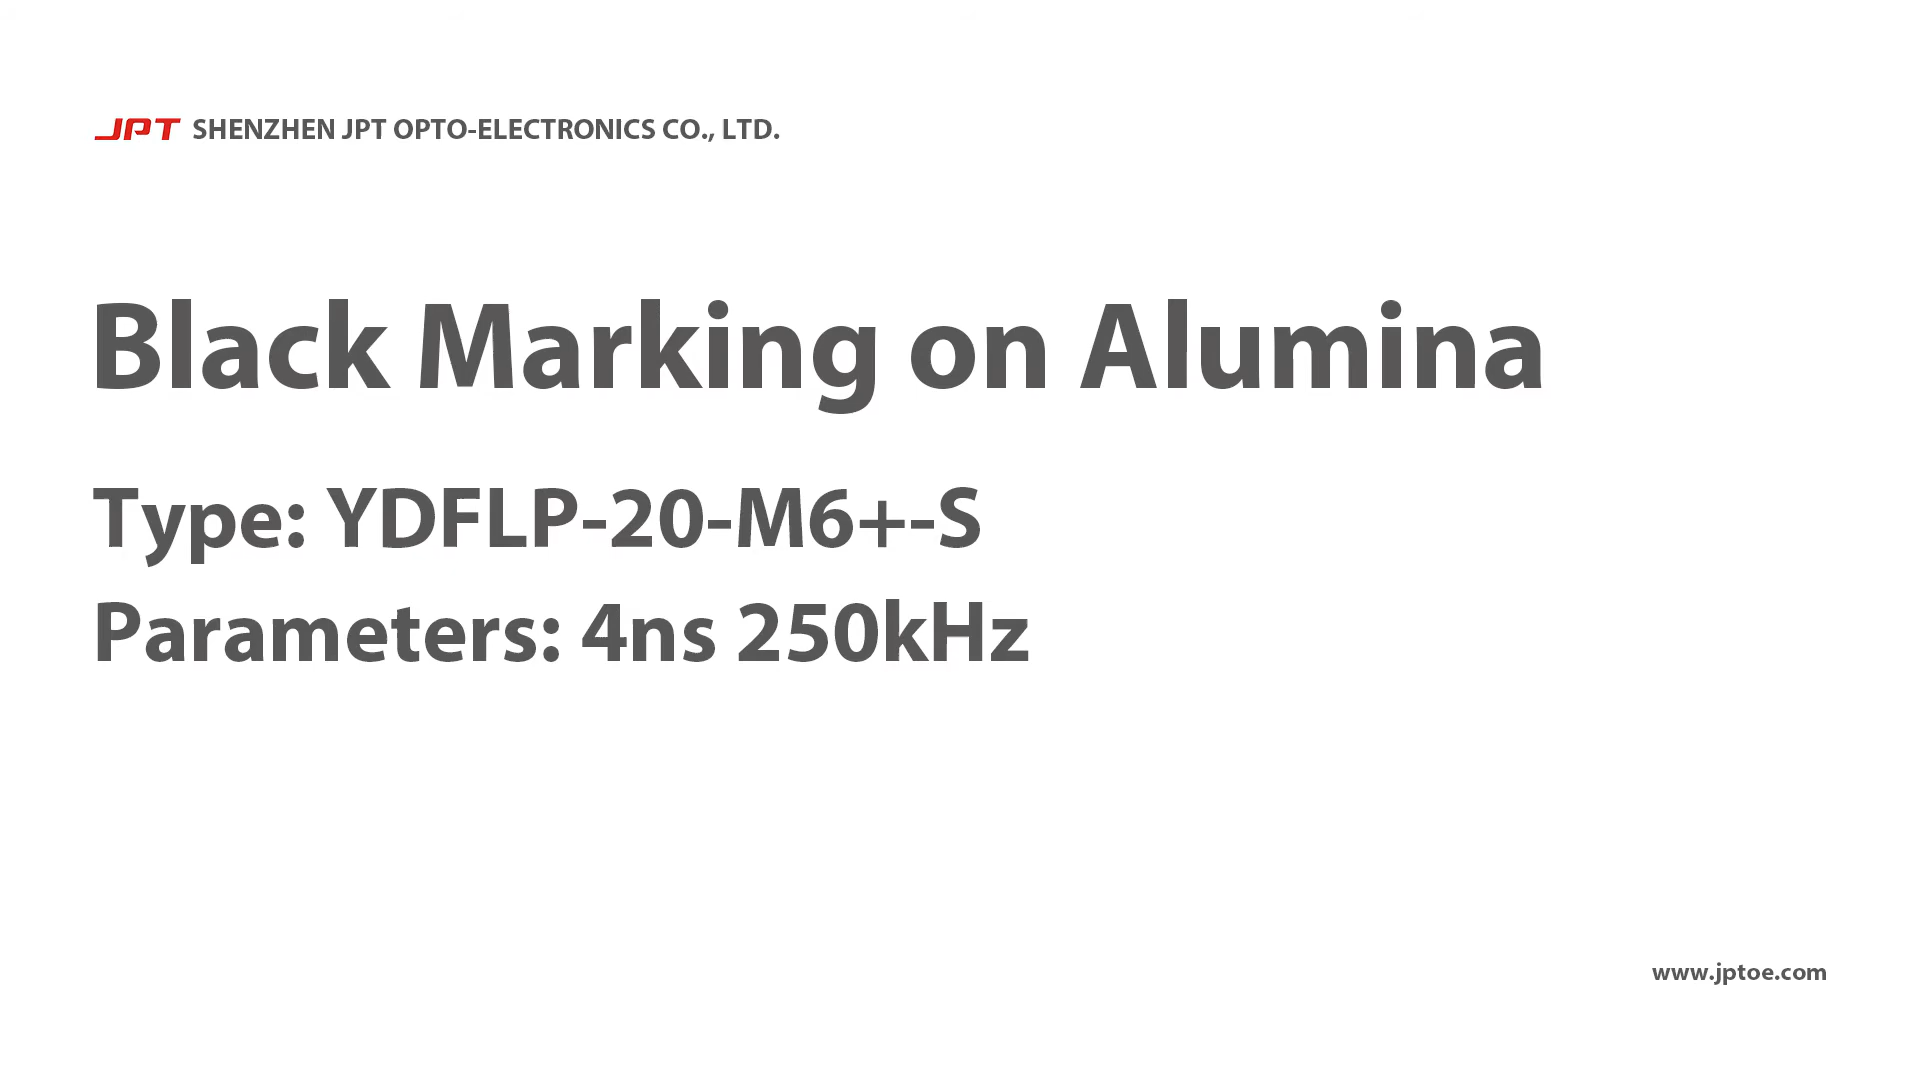 JPT SHENZHEN JPT OPTO-ELECTRONICS CO., LTD.
Black Marking on Alumina
Type: YDFLP-20-M6+-S
Parameters: 4ns 250kHz
www.jptoe.com